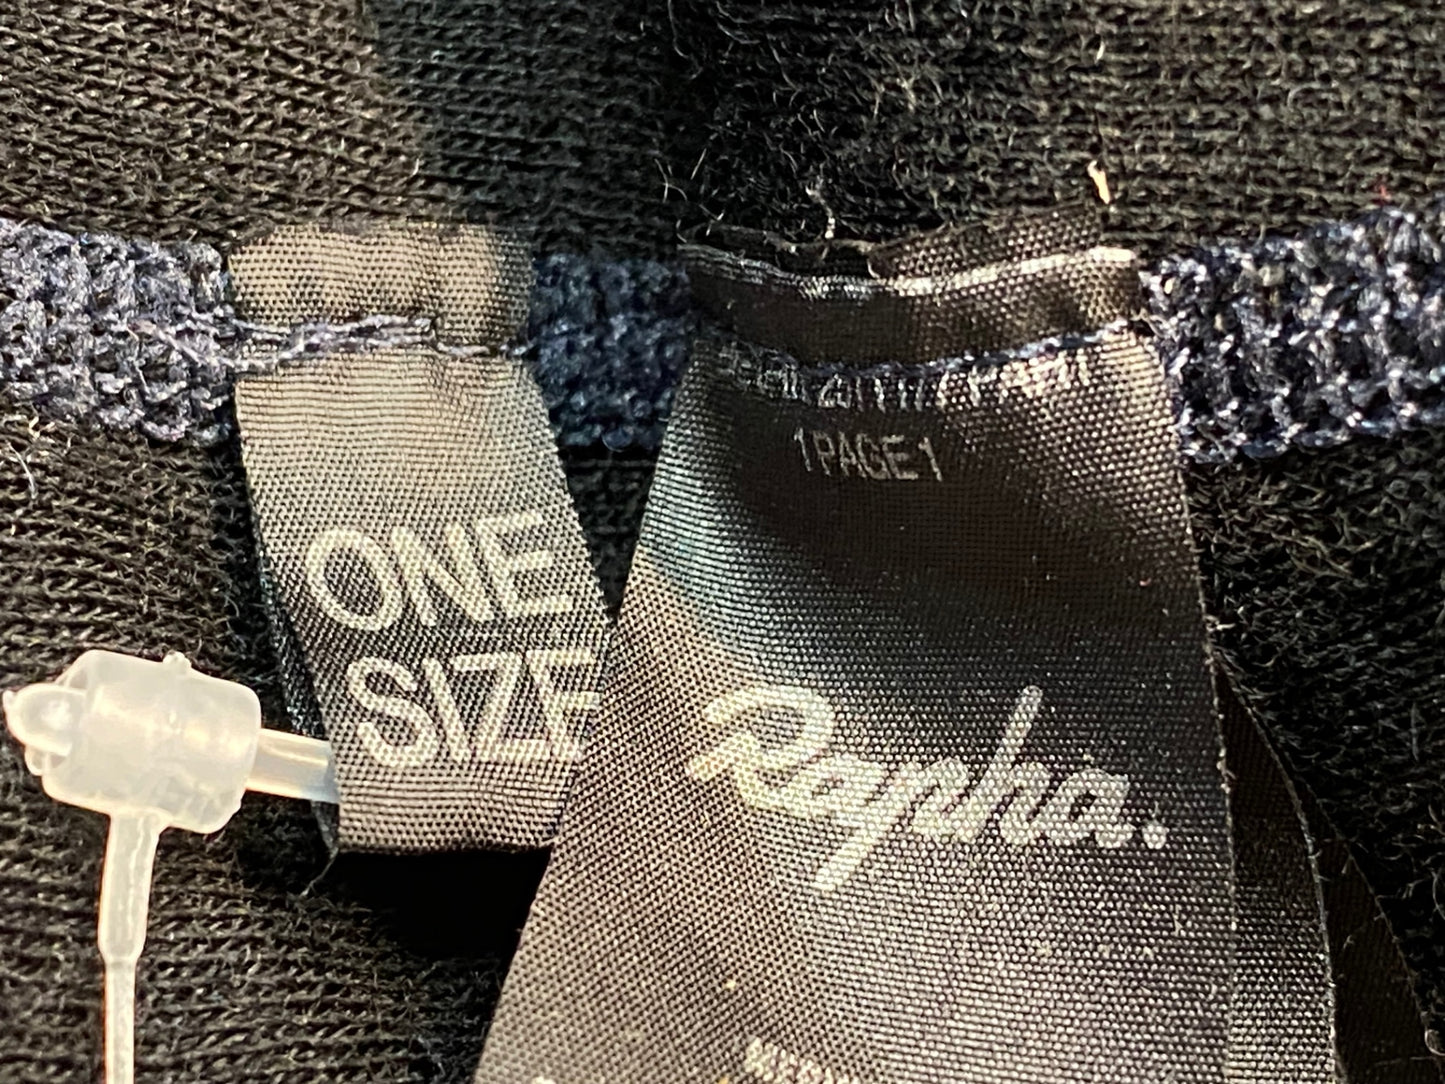 ONE
SIZE
1PAGE1
Rapha.